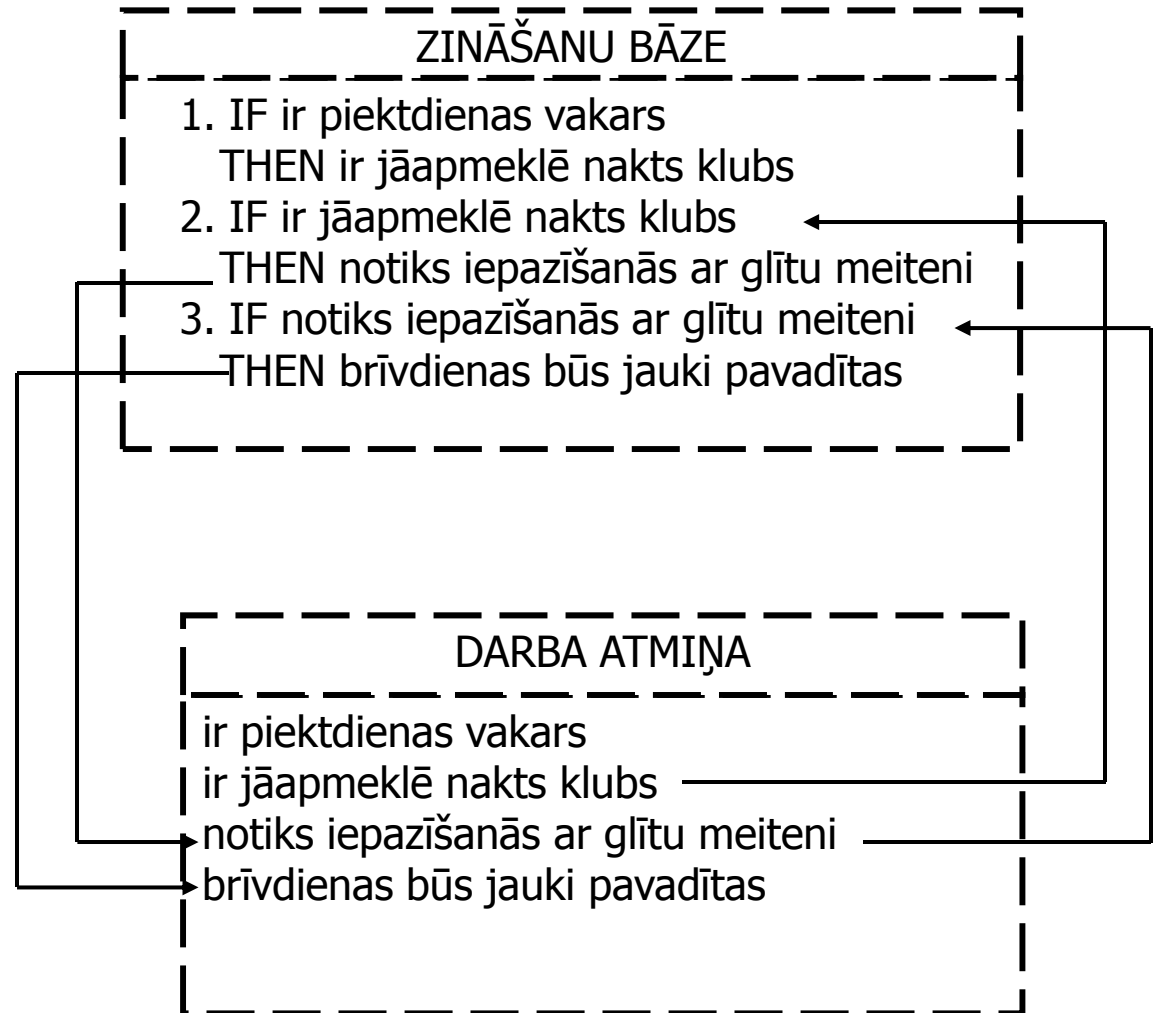 ZINĀŠANU BĀZE
1. IF ir piektdienas vakars
THEN ir jāapmeklē nakts klubs
2. IF ir jāapmeklē nakts klubs
THEN notiks iepazīšanās ar glītu meiteni
3. IF notiks iepazīšanās ar glītu meiteni
THEN brīvdienas būs jauki pavadītas
DARBA ATMIŅA
ir piektdienas vakars
ir jāapmeklē nakts klubs
notiks iepazīšanās ar glītu meiteni
brīvdienas būs jauki pavadītas